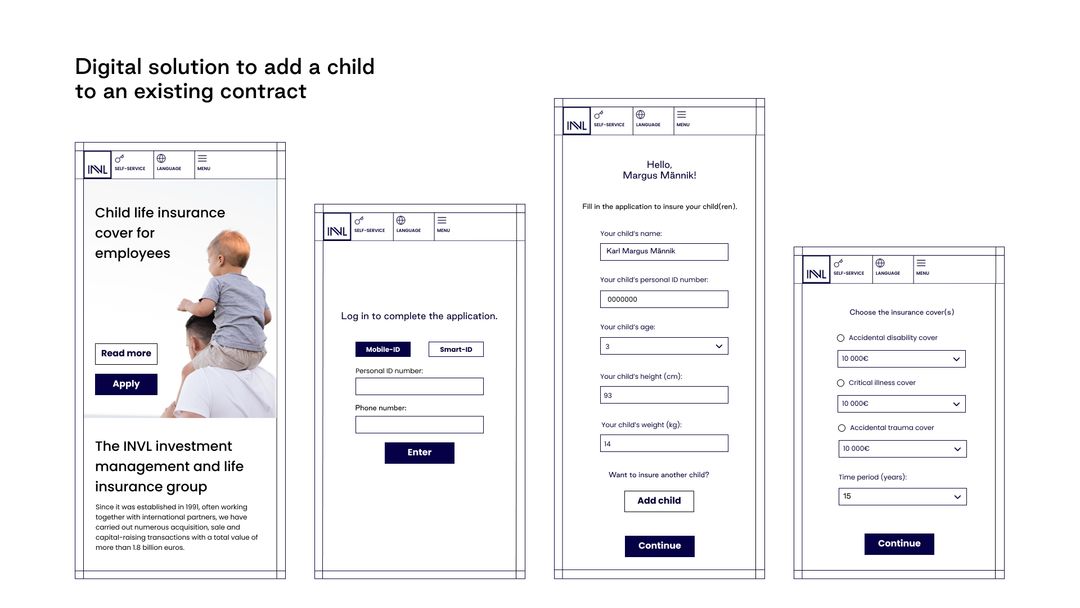 Digital solution to add a child
to an existing contract
INVL
SELF-SERVICE
LANGUAGE
MENU
Child life insurance
cover for
employees
Read more
Apply
The INVL investment
management and life
insurance group
Since it was established in 1991, often working
together with international partners, we have
carried out numerous acquisition, sale and
capital-raising transactions with a total value of
more than 1.8 billion euros.
INVL
SELF-SERVICE
LANGUAGE
MENU
Log in to complete the application.
Mobile-ID
Smart-ID
Personal ID number:
Phone number:
Enter
INVL
SELF-SERVICE
LANGUAGE
MENU
Hello,
Margus Männik!
Fill in the application to insure your child(ren).
Your child's name:
Karl Margus Männik
Your child's personal ID number:
0000000
Your child's age:
3
Your child's height (cm):
93
Your child's weight (kg):
14
Want to insure another child?
Add child
Continue
INVL
SELF-SERVICE
LANGUAGE
MENU
Choose the insurance cover(s)
Accidental disability cover
10 000€
Critical illness cover
10 000€
Accidental trauma cover
10 000€
Time period (years):
15
Continue